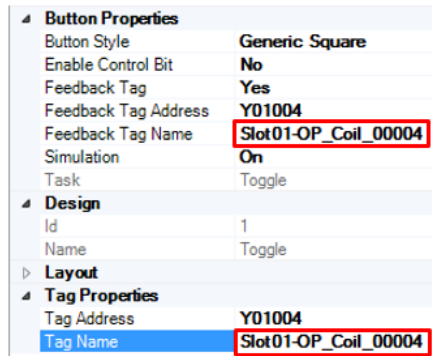 Button Properties
Button Style Generic Square
Enable Control Bit No
Feedback Tag Yes
Feedback Tag Address Y01004
Feedback Tag Name Slot01-OP_Coil_00004
Simulation On
Task Toggle
Design
Id 1
Name Toggle
Layout
Tag Properties
Tag Address Y01004
Tag Name Slot01-OP_Coil_00004